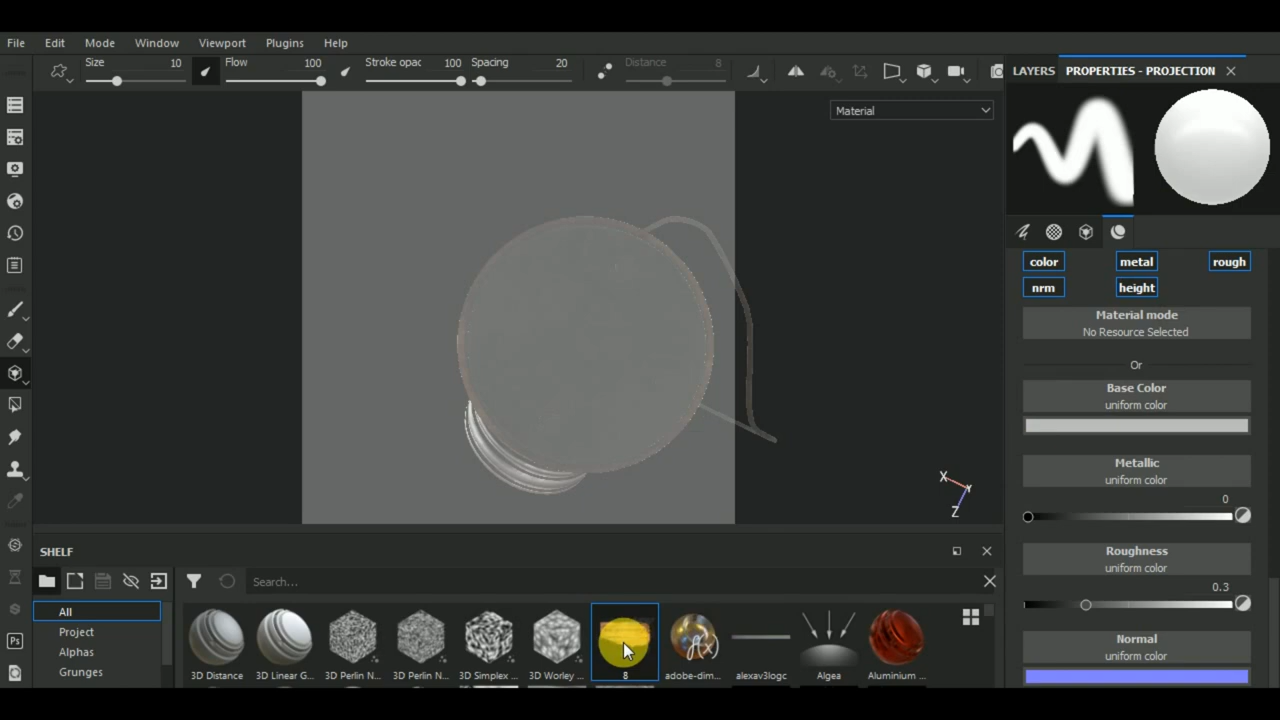 File Edit Mode Window Viewport Plugins Help
Size 10 Flow 100 Stroke opac 100 Spacing 20 Distance 8
LAYERS PROPERTIES - PROJECTION
Material
color metal rough
nrm height
Material mode
No Resource Selected
Or
Base Color
uniform color
Metallic
uniform color
0
X Y
Z
Roughness
uniform color
0.3
Normal
uniform color
SHELF
Search...
All
Project
Alphas
Grunges
Ps
f(x)
3D Distance 3D Linear G... 3D Perlin N... 3D Perlin N... 3D Simplex ... 3D Worley ... 8 adobe-dim... alexav3logc Algea Aluminium ...